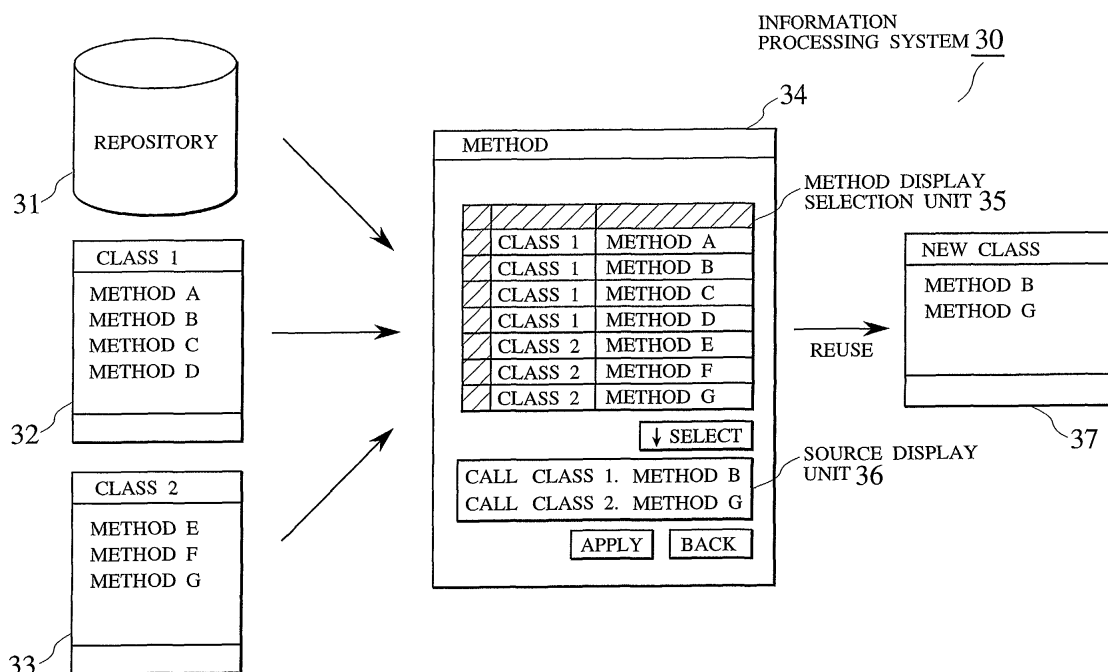 INFORMATION
PROCESSING SYSTEM 30
REPOSITORY
31
CLASS 1
METHOD A
METHOD B
METHOD C
METHOD D
32
CLASS 2
METHOD E
METHOD F
METHOD G
33
34
METHOD
METHOD DISPLAY
SELECTION UNIT 35
CLASS 1 METHOD A
CLASS 1 METHOD B
CLASS 1 METHOD C
CLASS 1 METHOD D
CLASS 2 METHOD E
CLASS 2 METHOD F
CLASS 2 METHOD G
↓ SELECT
SOURCE DISPLAY
UNIT 36
CALL CLASS 1. METHOD B
CALL CLASS 2. METHOD G
APPLY BACK
REUSE
NEW CLASS
METHOD B
METHOD G
37